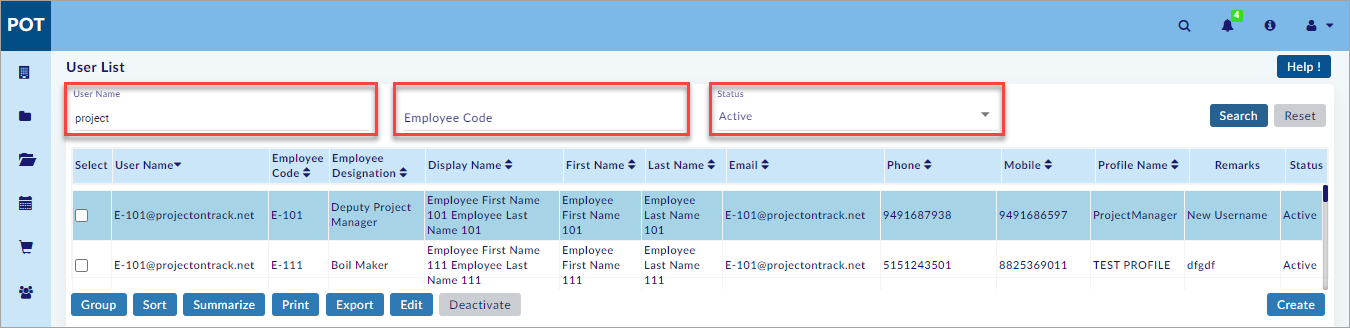 POT
4
User List
Help !
User Name
project
Employee Code
Status
Active
Search
Reset
Select
User Name
Employee
Code
Employee
Designation
Display Name
First Name
Last Name
Email
Phone
Mobile
Profile Name
Remarks
Status
E-101@projectontrack.net
E-101
Deputy Project
Manager
Employee First Name
101 Employee Last
Name 101
Employee
First Name
101
Employee
Last Name
101
E-101@projectontrack.net
9491687938
9491686597
ProjectManager
New Username
Active
E-101@projectontrack.net
E-111
Boil Maker
Employee First Name
111 Employee Last
Name 111
Employee
First Name
111
Employee
Last Name
111
E-101@projectontrack.net
5151243501
8825369011
TEST PROFILE
dfgdf
Active
Group
Sort
Summarize
Print
Export
Edit
Deactivate
Create